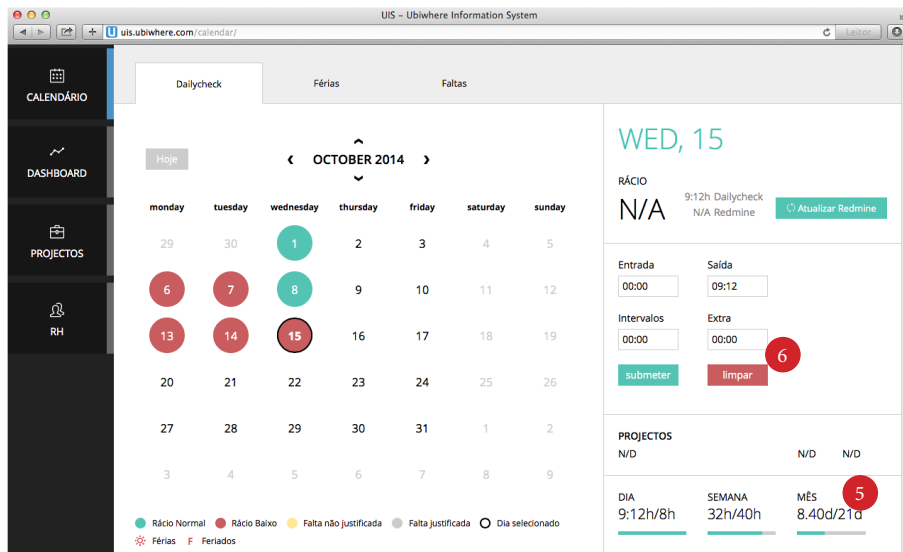 UIS – Ubiwhere Information System
uis.ubiwhere.com/calendar/
Leitor
CALENDÁRIO
DASHBOARD
PROJECTOS
RH
Dailycheck Férias Faltas
Hoje
OCTOBER 2014
monday tuesday wednesday thursday friday saturday sunday
29 30 1 2 3 4 5
6 7 8 9 10 11 12
13 14 15 16 17 18 19
20 21 22 23 24 25 26
27 28 29 30 31 1 2
3 4 5 6 7 8 9
Rácio Normal Rácio Baixo Falta não justificada Falta justificada Dia selecionado
Férias F Feriados
WED, 15
RÁCIO
N/A
9:12h Dailycheck
N/A Redmine
Atualizar Redmine
Entrada Saída
00:00 09:12
Intervalos Extra
00:00 00:00
6
submeter limpar
PROJECTOS
N/D N/D N/D
5
DIA SEMANA MÊS
9:12h/8h 32h/40h 8.40d/21d